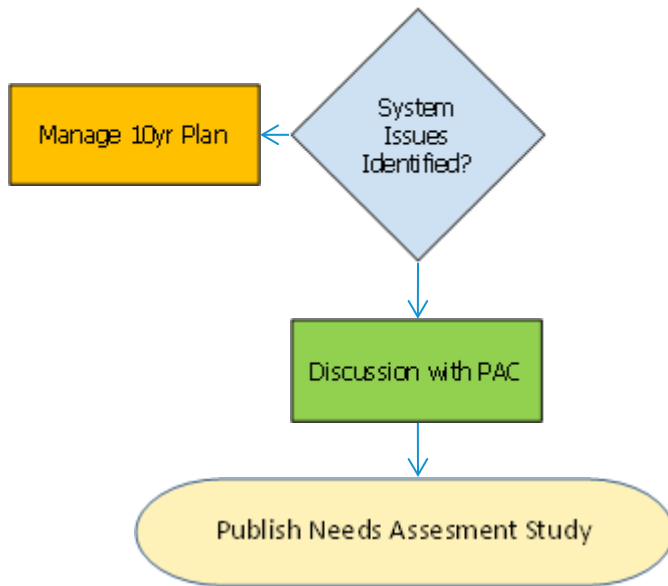 System
Issues
Identified?
Manage 10yr Plan
Discussion with PAC
Publish Needs Assesment Study